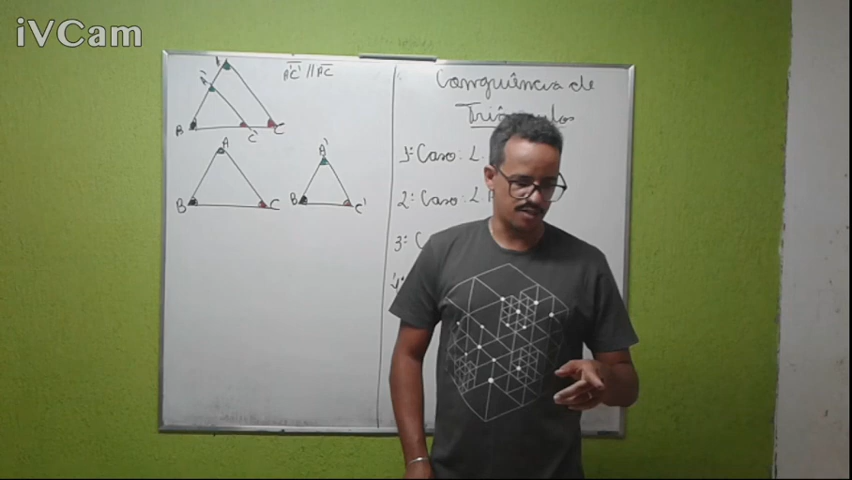 iVCam
A
A'
B
C'
C
A'C' // AC
A
B
C
A'
B
C'
Congruência de
Triângulos
1º Caso: L.
2º Caso: L.
3º C